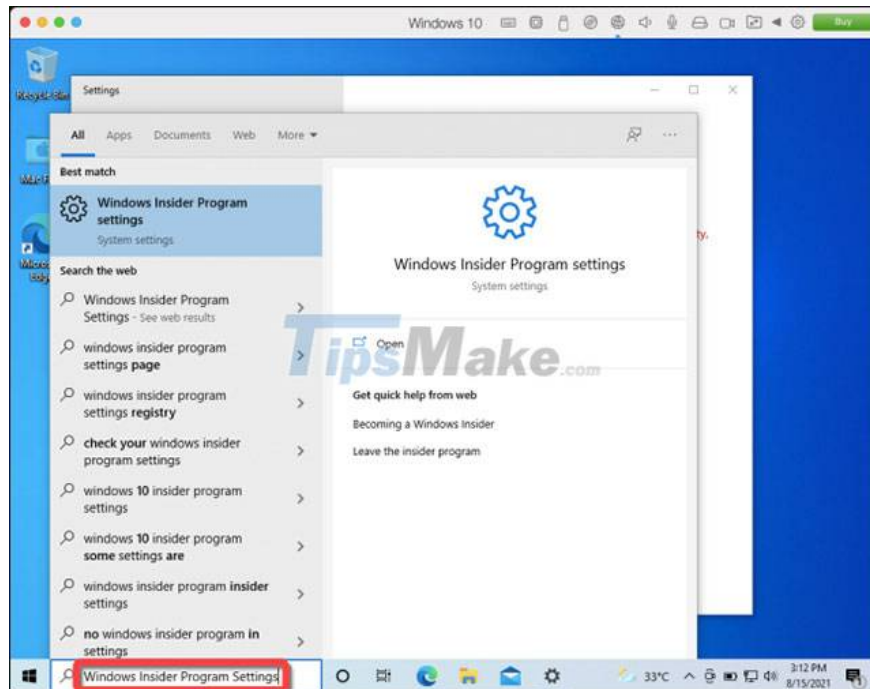 Windows 10
Buy
Recycle Bin
Settings
All Apps Documents Web More
Best match
Windows Insider Program
settings
System settings
Search the web
Windows Insider Program
Settings - See web results
windows insider program
settings page
windows insider program
settings registry
check your windows insider
program settings
windows 10 insider program
settings
windows 10 insider program
some settings are
windows insider program insider
settings
no windows insider program in
settings
Windows Insider Program settings
System settings
Open
Get quick help from web
Becoming a Windows Insider
Leave the insider program
TipsMake.com
ty.
Mac F
Micros
Edg
Windows Insider Program Settings
33°C
3:12 PM
8/15/2021
1